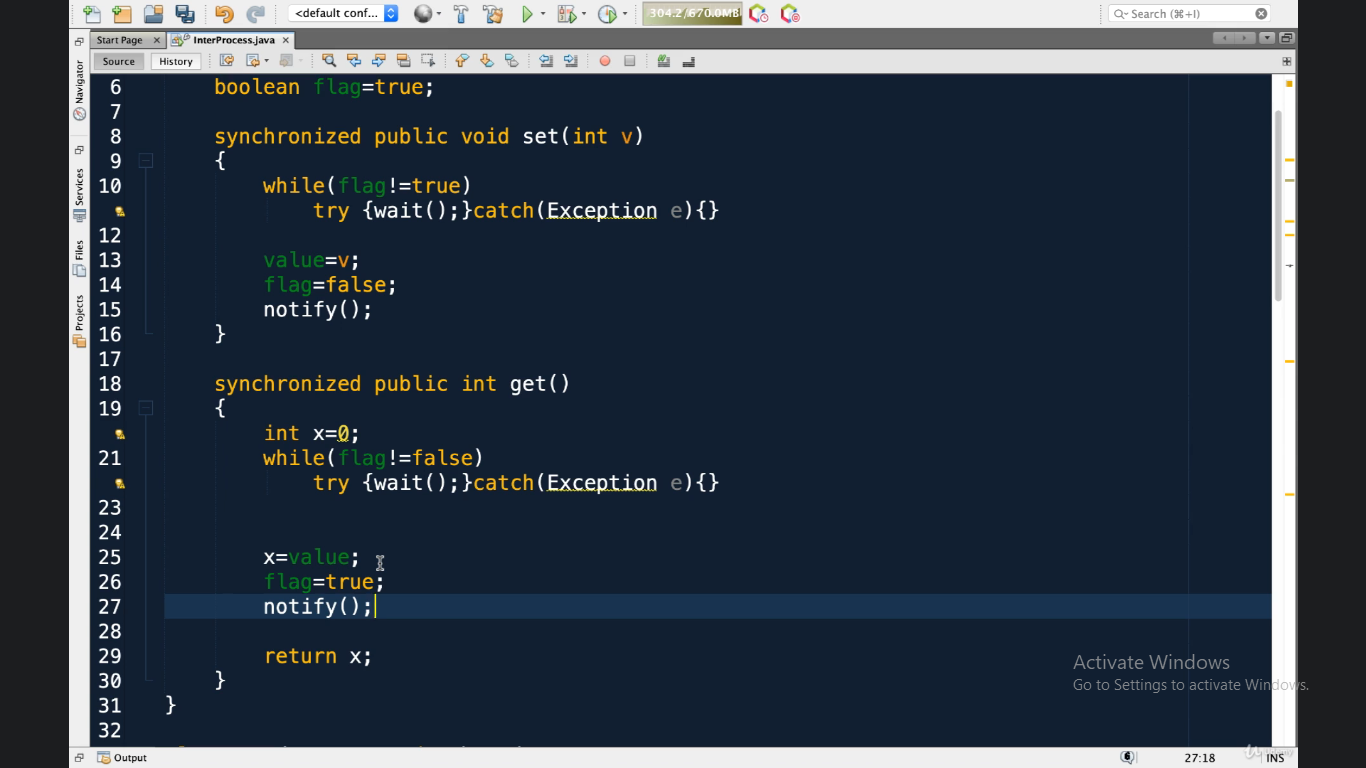 <default conf...
304.2/670.0MB
Search (⌘+I)
Start Page
InterProcess.java
Source
History
Navigator
Services
Files
Projects
6 boolean flag=true;
7
8 synchronized public void set(int v)
9 {
10 while(flag!=true)
try {wait();}catch(Exception e){}
12
13 value=v;
14 flag=false;
15 notify();
16 }
17
18 synchronized public int get()
19 {
int x=0;
21 while(flag!=false)
try {wait();}catch(Exception e){}
23
24
25 x=value;
26 flag=true;
27 notify();
28
29 return x;
30 }
31 }
32
Activate Windows
Go to Settings to activate Windows.
Output
6
27:18
INS